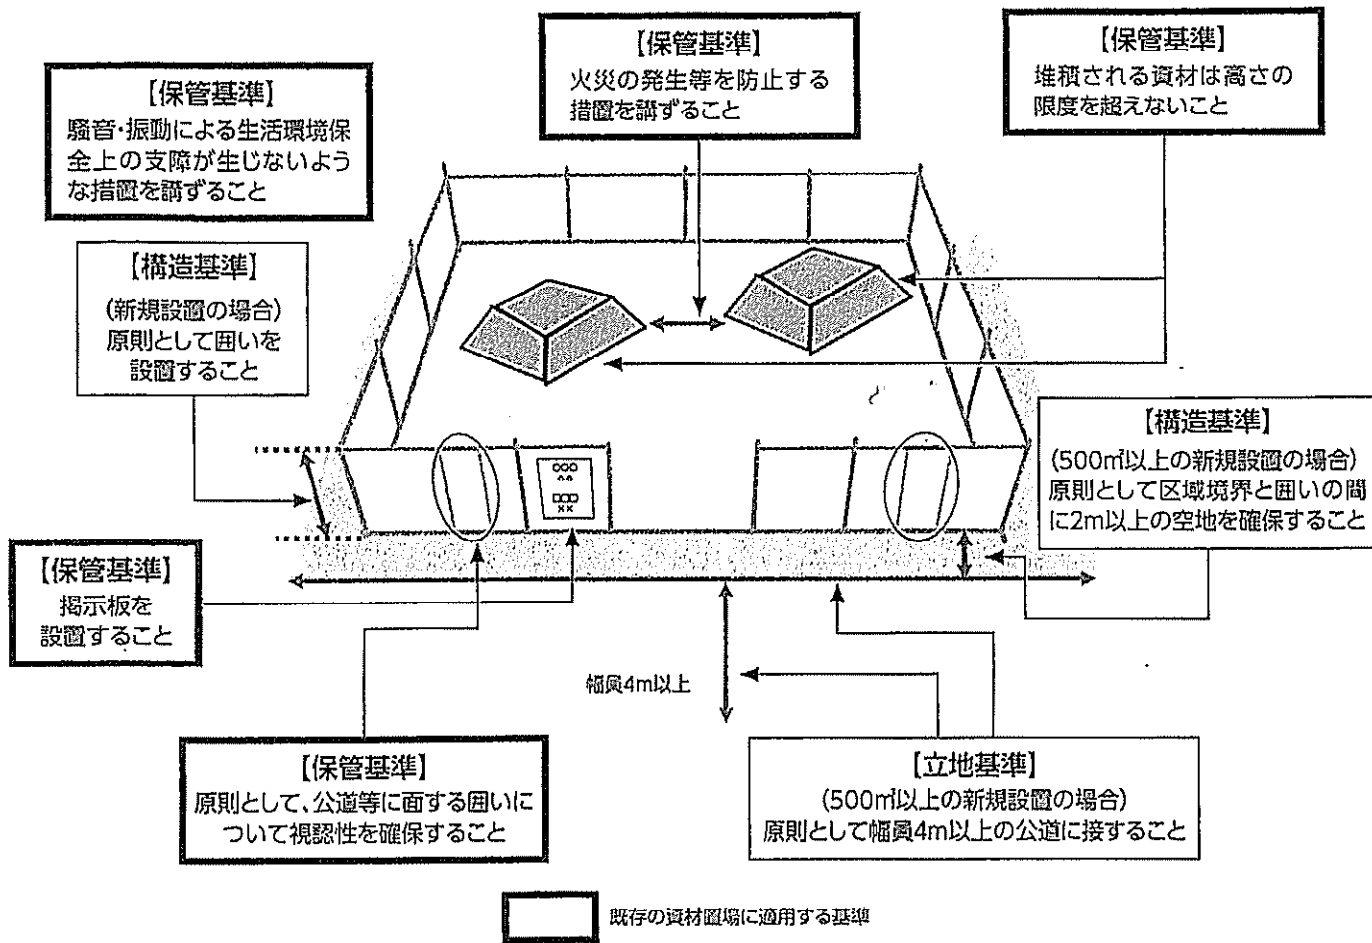 【保管基準】
騒音・振動による生活環境保
全上の支障が生じないよう
な措置を講ずること
【保管基準】
火災の発生等を防止する
措置を講ずること
【保管基準】
堆積される資材は高さの
限度を超えないこと
【構造基準】
(新規設置の場合)
原則として囲いを
設置すること
○○○
□□□
××
【構造基準】
(500㎡以上の新規設置の場合)
原則として区域境界と囲いの間
に2m以上の空地を確保すること
【保管基準】
掲示板を
設置すること
幅員4m以上
【保管基準】
原則として、公道等に面する囲いに
ついて視認性を確保すること
【立地基準】
(500㎡以上の新規設置の場合)
原則として幅員4m以上の公道に接すること
既存の資材置場に適用する基準